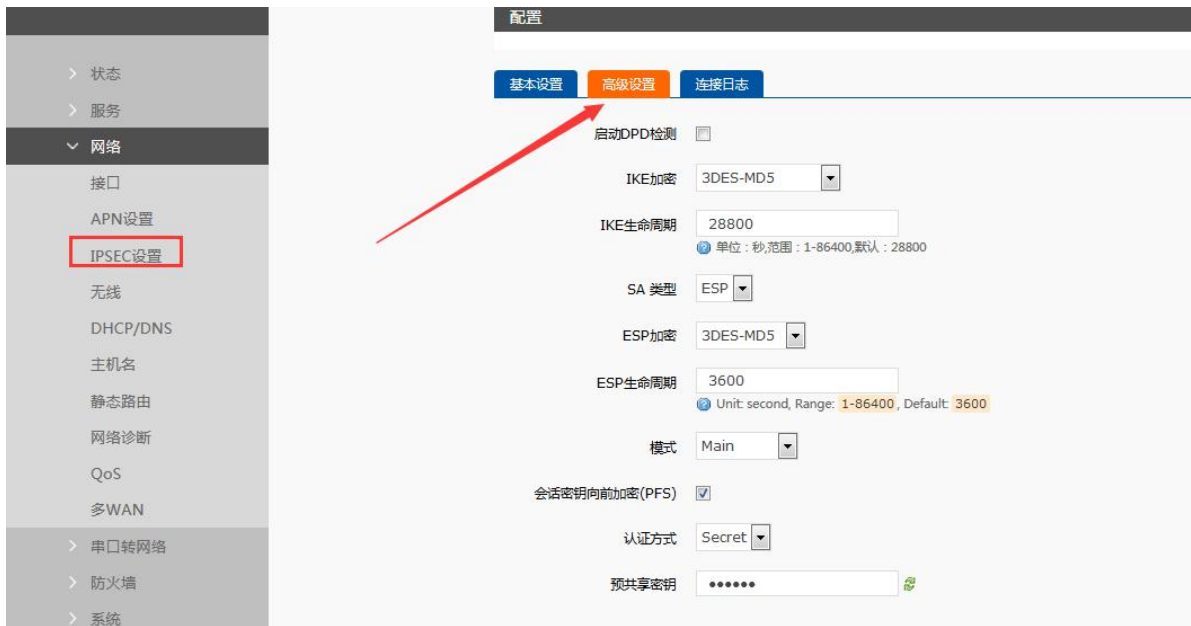 配置
状态
服务
网络
接口
APN设置
IPSEC设置
无线
DHCP/DNS
主机名
静态路由
网络诊断
QoS
多WAN
串口转网络
防火墙
系统
基本设置 高级设置 连接日志
启动DPD检测
IKE加密 3DES-MD5
IKE生命周期 28800
单位：秒,范围：1-86400,默认：28800
SA 类型 ESP
ESP加密 3DES-MD5
ESP生命周期 3600
Unit: second, Range: 1-86400, Default: 3600
模式 Main
会话密钥向前加密(PFS)
认证方式 Secret
预共享密钥 ••••••